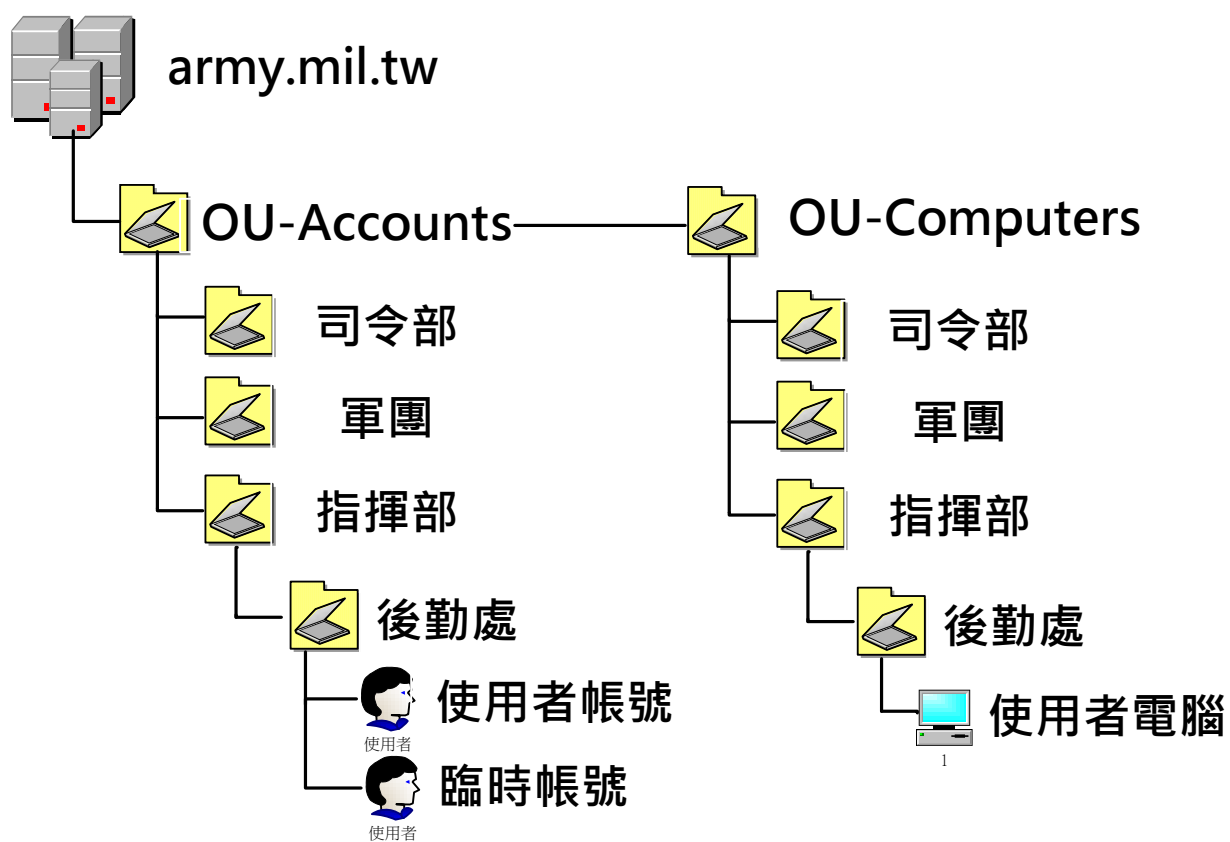 army.mil.tw
OU-Accounts
OU-Computers
司令部
司令部
軍團
軍團
指揮部
指揮部
後勤處
後勤處
使用者帳號
使用者
使用者電腦
1
臨時帳號
使用者